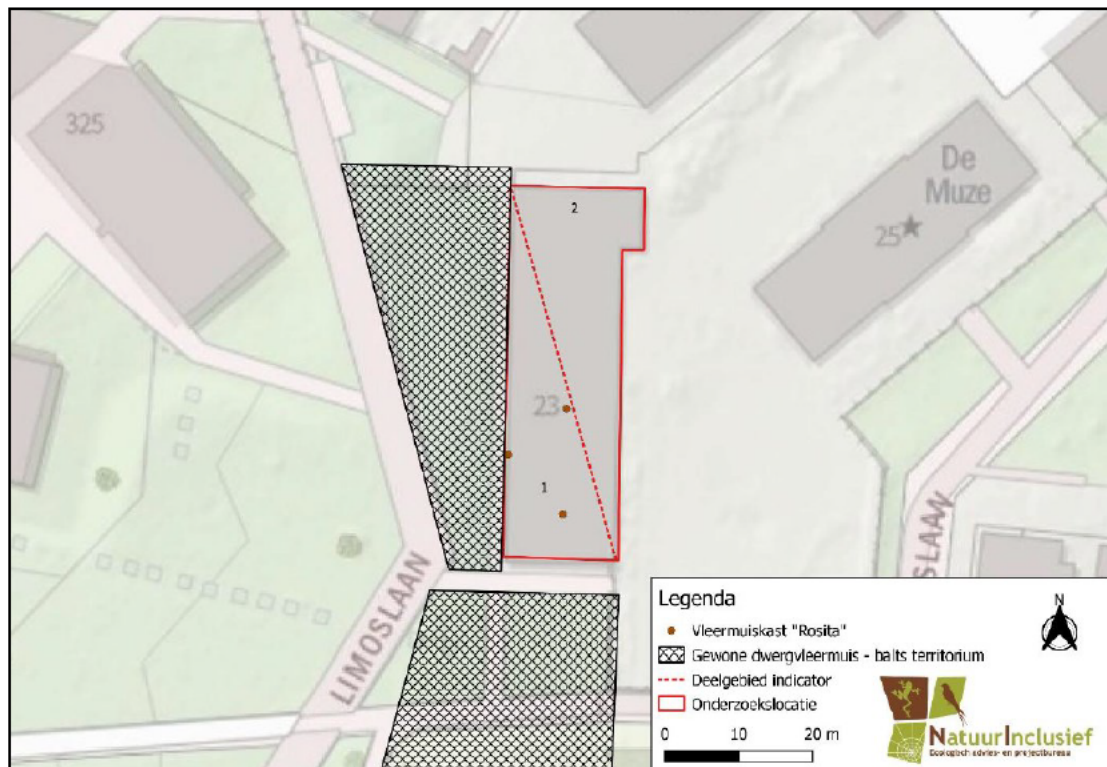 325
De
Muze
25
2
23
1
LIMOSLAAN
SLAAN
Legenda
Vleermuiskast "Rosita"
Gewone dwergvleermuis - balts territorium
Deelgebied indicator
Onderzoekslocatie
0 10 20 m
N
NatuurInclusief
Ecologisch advies- en projectbureau